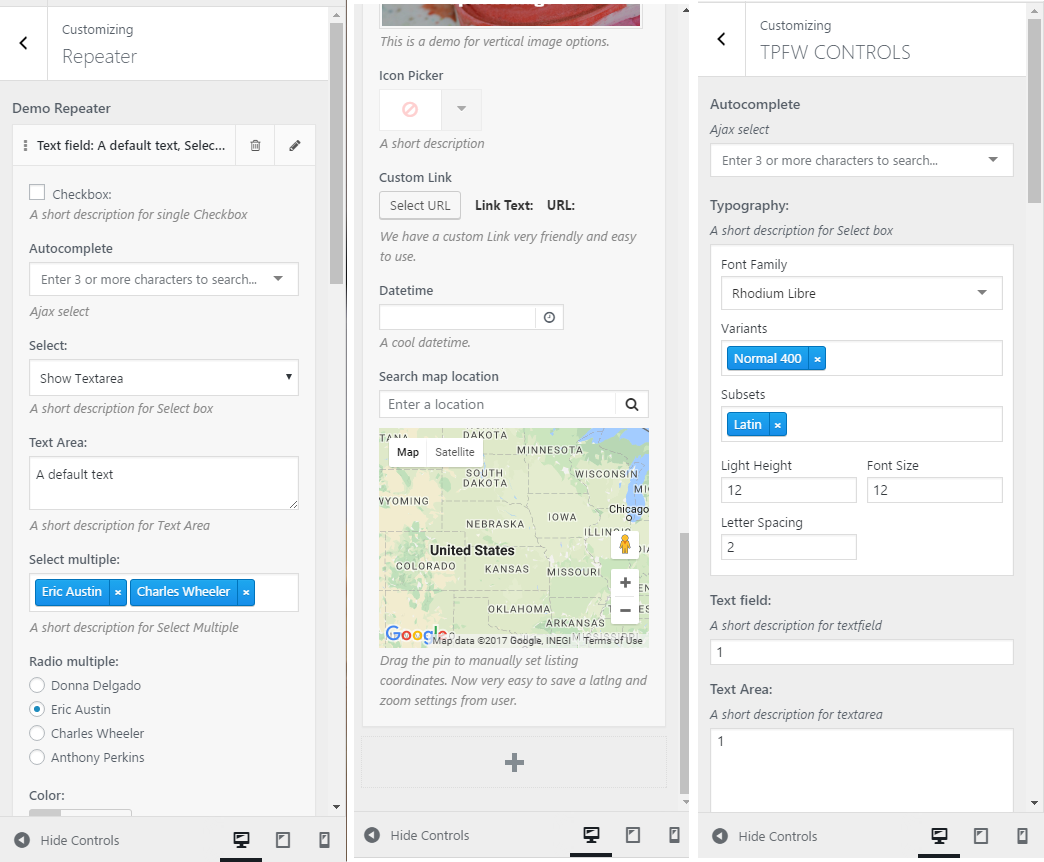 Customizing
Repeater
Demo Repeater
Text field: A default text, Selec...
Checkbox:
A short description for single Checkbox
Autocomplete
Enter 3 or more characters to search...
Ajax select
Select:
Show Textarea
A short description for Select box
Text Area:
A default text
A short description for Text Area
Select multiple:
Eric Austin × Charles Wheeler ×
A short description for Select Multiple
Radio multiple:
Donna Delgado
Eric Austin
Charles Wheeler
Anthony Perkins
Color:
Hide Controls
This is a demo for vertical image options.
Icon Picker
A short description
Custom Link
Select URL Link Text: URL:
We have a custom Link very friendly and easy
to use.
Datetime
A cool datetime.
Search map location
Enter a location
Map Satellite
DAKOTA
MINNESOTA
SOUTH
DAKOTA
WISCONSIN
WYOMING
Chicago
IOWA
NEBRASKA
ILLINOIS
United States
COLORADO
KANSAS
MISSOURI
OKLAHOMA
ARKANSAS
MISSISSIPPI
Google
Map data ©2017 Google, INEGI Terms of Use
Drag the pin to manually set listing
coordinates. Now very easy to save a latlng and
zoom settings from user.
Hide Controls
Customizing
TPFW CONTROLS
Autocomplete
Ajax select
Enter 3 or more characters to search...
Typography:
A short description for Select box
Font Family
Rhodium Libre
Variants
Normal 400 ×
Subsets
Latin ×
Light Height Font Size
12 12
Letter Spacing
2
Text field:
A short description for textfield
1
Text Area:
A short description for textarea
1
Hide Controls